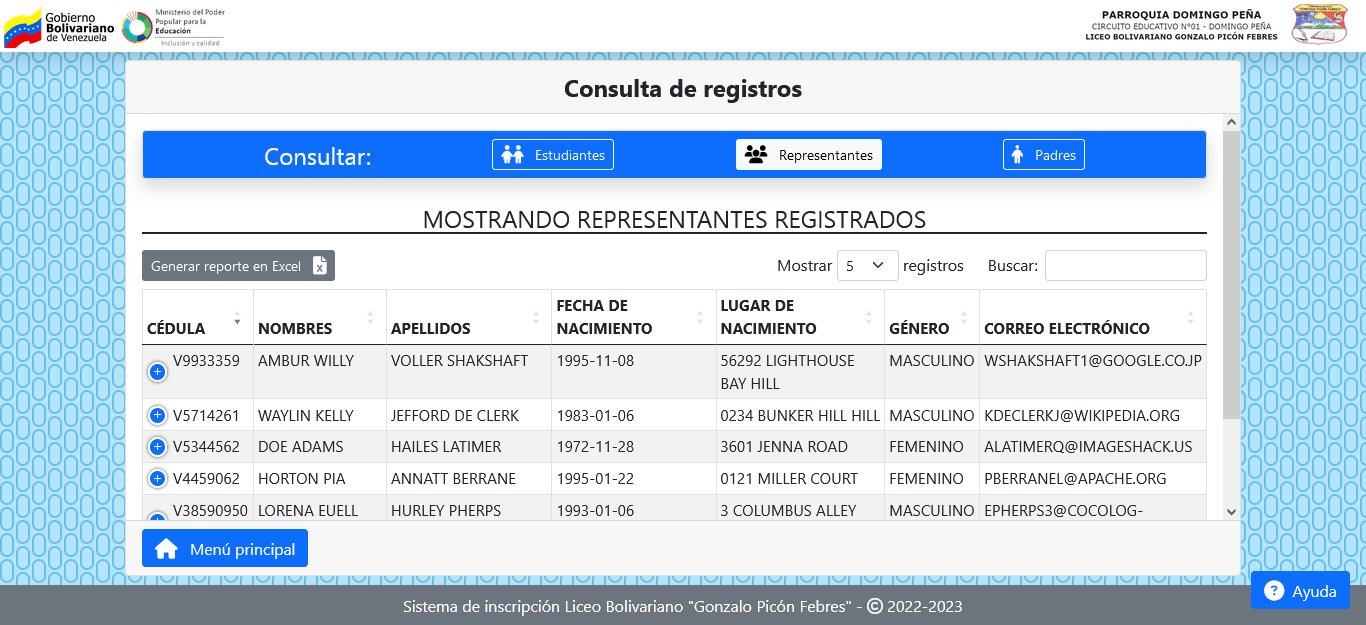 Gobierno
Bolivariano
de Venezuela
Ministerio del Poder
Popular para la
Educación
Inclusión y calidad
PARROQUIA DOMINGO PEÑA
CIRCUITO EDUCATIVO N°01 - DOMINGO PEÑA
LICEO BOLIVARIANO GONZALO PICÓN FEBRES
Consulta de registros
Consultar: Estudiantes Representantes Padres
MOSTRANDO REPRESENTANTES REGISTRADOS
Generar reporte en Excel Mostrar 5 registros Buscar:
CÉDULA NOMBRES APELLIDOS FECHA DE NACIMIENTO LUGAR DE NACIMIENTO GÉNERO CORREO ELECTRÓNICO
V9933359 AMBUR WILLY VOLLER SHAKSHAFT 1995-11-08 56292 LIGHTHOUSE BAY HILL MASCULINO WSHAKSHAFT1@GOOGLE.CO.JP
V5714261 WAYLIN KELLY JEFFORD DE CLERK 1983-01-06 0234 BUNKER HILL HILL MASCULINO KDECLERKJ@WIKIPEDIA.ORG
V5344562 DOE ADAMS HAILES LATIMER 1972-11-28 3601 JENNA ROAD FEMENINO ALATIMERQ@IMAGESHACK.US
V4459062 HORTON PIA ANNATT BERRANE 1995-01-22 0121 MILLER COURT FEMENINO PBERRANEL@APACHE.ORG
V38590950 LORENA EUELL HURLEY PHERPS 1993-01-06 3 COLUMBUS ALLEY MASCULINO EPHERPS3@COCOLOG-
Menú principal
Ayuda
Sistema de inscripción Liceo Bolivariano "Gonzalo Picón Febres" - © 2022-2023